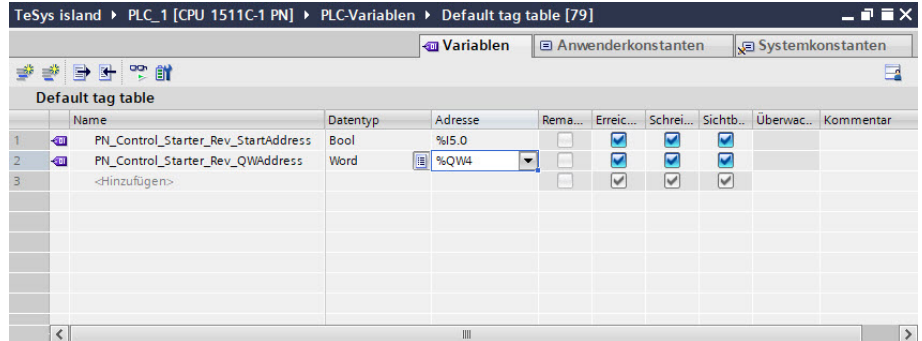 TeSys island ▸ PLC_1 [CPU 1511C-1 PN] ▸ PLC-Variablen ▸ Default tag table [79]
Variablen Anwenderkonstanten Systemkonstanten
Default tag table
Name Datentyp Adresse Rema... Erreic... Schrei... Sichtb... Überwac... Kommentar
1 PN_Control_Starter_Rev_StartAddress Bool %I5.0
2 PN_Control_Starter_Rev_QWAddress Word %QW4
3 <Hinzufügen>